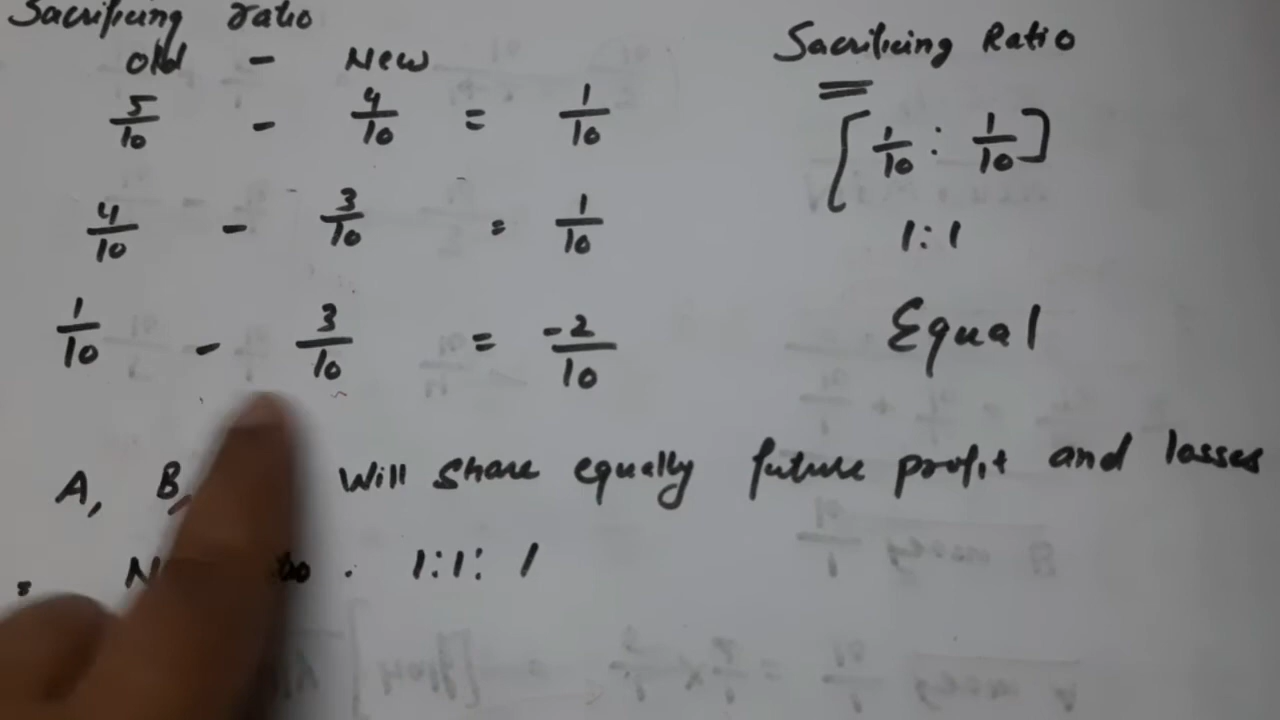 Sacrificing ratio
Old - New
5/10 - 4/10 = 1/10
4/10 - 3/10 = 1/10
1/10 - 3/10 = -2/10
Sacrificing Ratio
[1/10 : 1/10]
1:1
Equal
A, B, Will share equally future profit and losses
1:1:1